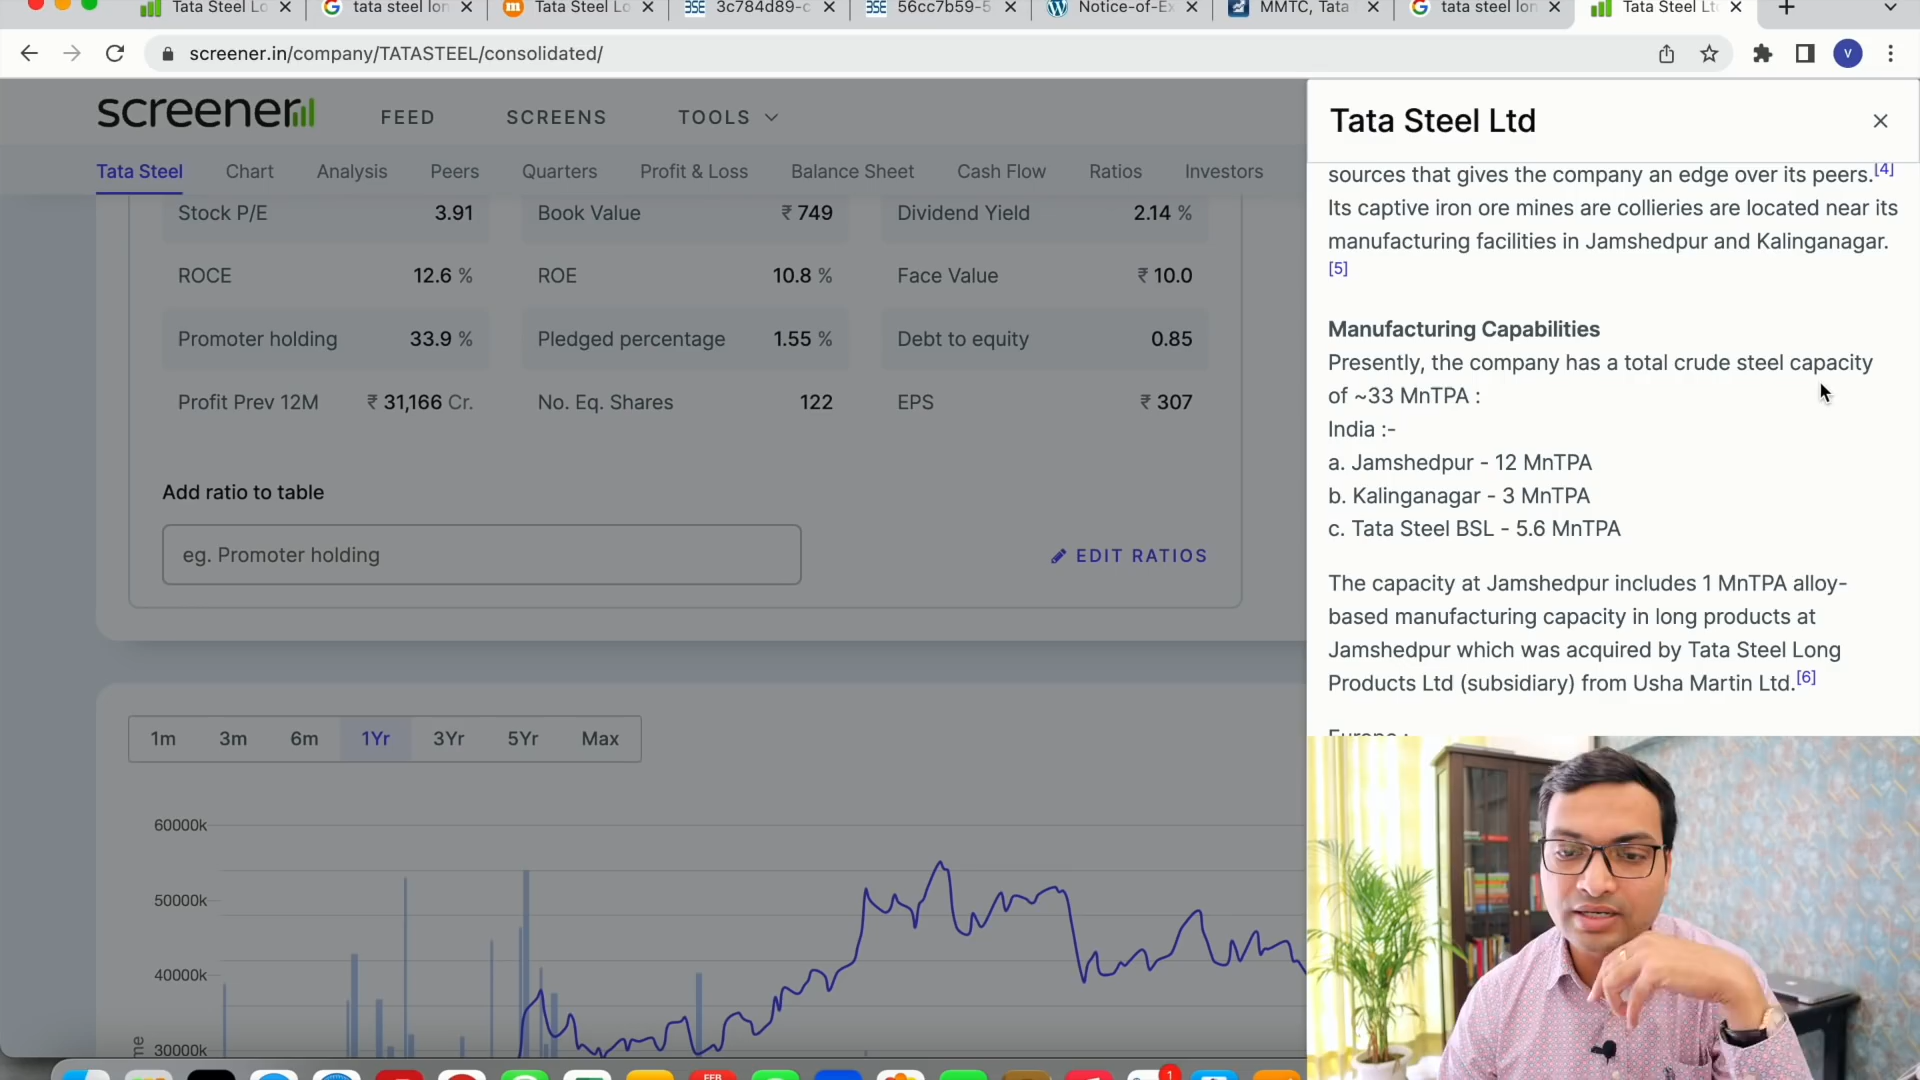 Tata Steel Lo
tata steel lon
Tata Steel Lo
3c784d89-c
56cc7b59-5
Notice-of-Ex
MMTC, Tata
tata steel lon
Tata Steel Ltd
screener.in/company/TATASTEEL/consolidated/
V
screener
FEED
SCREENS
TOOLS
Tata Steel
Chart
Analysis
Peers
Quarters
Profit & Loss
Balance Sheet
Cash Flow
Ratios
Investors
Stock P/E 3.91
Book Value ₹ 749
Dividend Yield 2.14 %
ROCE 12.6 %
ROE 10.8 %
Face Value ₹ 10.0
Promoter holding 33.9 %
Pledged percentage 1.55 %
Debt to equity 0.85
Profit Prev 12M ₹ 31,166 Cr.
No. Eq. Shares 122
EPS ₹ 307
Add ratio to table
eg. Promoter holding
EDIT RATIOS
1m 3m 6m 1Yr 3Yr 5Yr Max
60000k
50000k
40000k
30000k
Tata Steel Ltd
sources that gives the company an edge over its peers.[4]
Its captive iron ore mines are collieries are located near its
manufacturing facilities in Jamshedpur and Kalinganagar.
[5]
Manufacturing Capabilities
Presently, the company has a total crude steel capacity
of ~33 MnTPA :
India :-
a. Jamshedpur - 12 MnTPA
b. Kalinganagar - 3 MnTPA
c. Tata Steel BSL - 5.6 MnTPA
The capacity at Jamshedpur includes 1 MnTPA alloy-
based manufacturing capacity in long products at
Jamshedpur which was acquired by Tata Steel Long
Products Ltd (subsidiary) from Usha Martin Ltd.[6]
Europe :
FEB
1